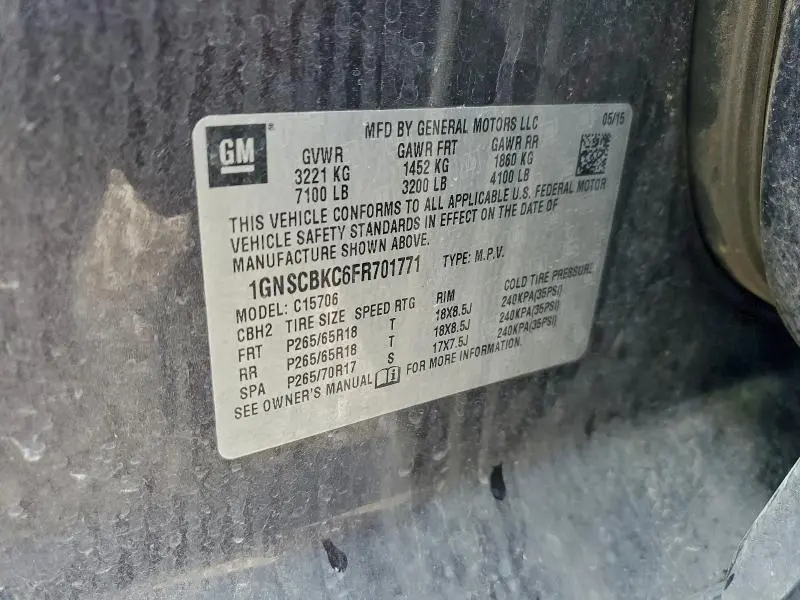 GM
MFD BY GENERAL MOTORS LLC 05/15
GVWR GAWR FRT GAWR RR
3221 KG 1452 KG 1860 KG
7100 LB 3200 LB 4100 LB
THIS VEHICLE CONFORMS TO ALL APPLICABLE U.S. FEDERAL MOTOR
VEHICLE SAFETY STANDARDS IN EFFECT ON THE DATE OF
MANUFACTURE SHOWN ABOVE.
1GNSCBKC6FR701771 TYPE: M.P.V.
MODEL: C15706
CBH2 TIRE SIZE SPEED RTG RIM COLD TIRE PRESSURE
FRT P265/65R18 T 18X8.5J 240KPA(35PSI)
RR P265/65R18 T 18X8.5J 240KPA(35PSI)
SPA P265/70R17 S 17X7.5J 240KPA(35PSI)
SEE OWNER'S MANUAL i FOR MORE INFORMATION.